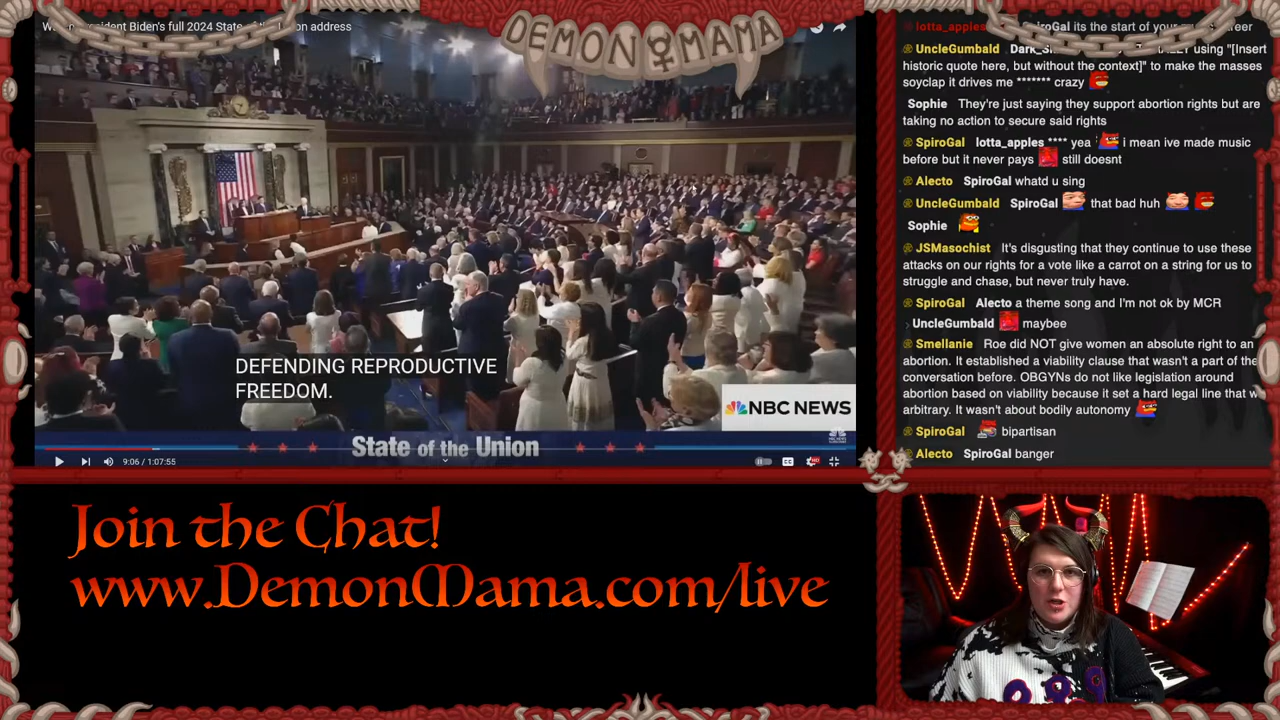 President Biden's full 2024 State
address
DEMON MAMA
DEFENDING REPRODUCTIVE
FREEDOM.
NBC NEWS
State of the Union
9:06 / 1:07:55
CC
Join the Chat!
www.DemonMama.com/live
lotta_apples SpiroGal its the start of your
UncleGumbald
using "[Insert
historic quote here, but without the context]" to make the masses
soyclap it drives me ******* crazy
Sophie They're just saying they support abortion rights but are
taking no action to secure said rights
SpiroGal lotta_apples **** yea i mean ive made music
before but it never pays still doesnt
Alecto SpiroGal whatd u sing
UncleGumbald SpiroGal that bad huh
Sophie
JSMasochist It's disgusting that they continue to use these
attacks on our rights for a vote like a carrot on a string for us to
struggle and chase, but never truly have.
SpiroGal Alecto a theme song and I'm not ok by MCR
UncleGumbald maybee
Smellanie Roe did NOT give women an absolute right to an
abortion. It established a viability clause that wasn't a part of the
conversation before. OBGYNs do not like legislation around
abortion based on viability because it set a hard legal line that w
arbitrary. It wasn't about bodily autonomy
SpiroGal bipartisan
Alecto SpiroGal banger